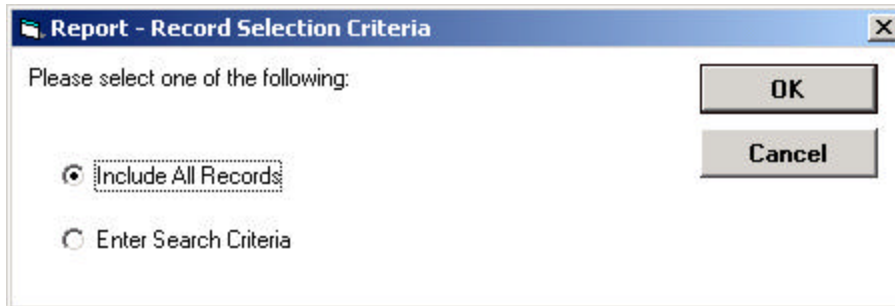 Report - Record Selection Criteria
Please select one of the following:
OK
Cancel
Include All Records
Enter Search Criteria